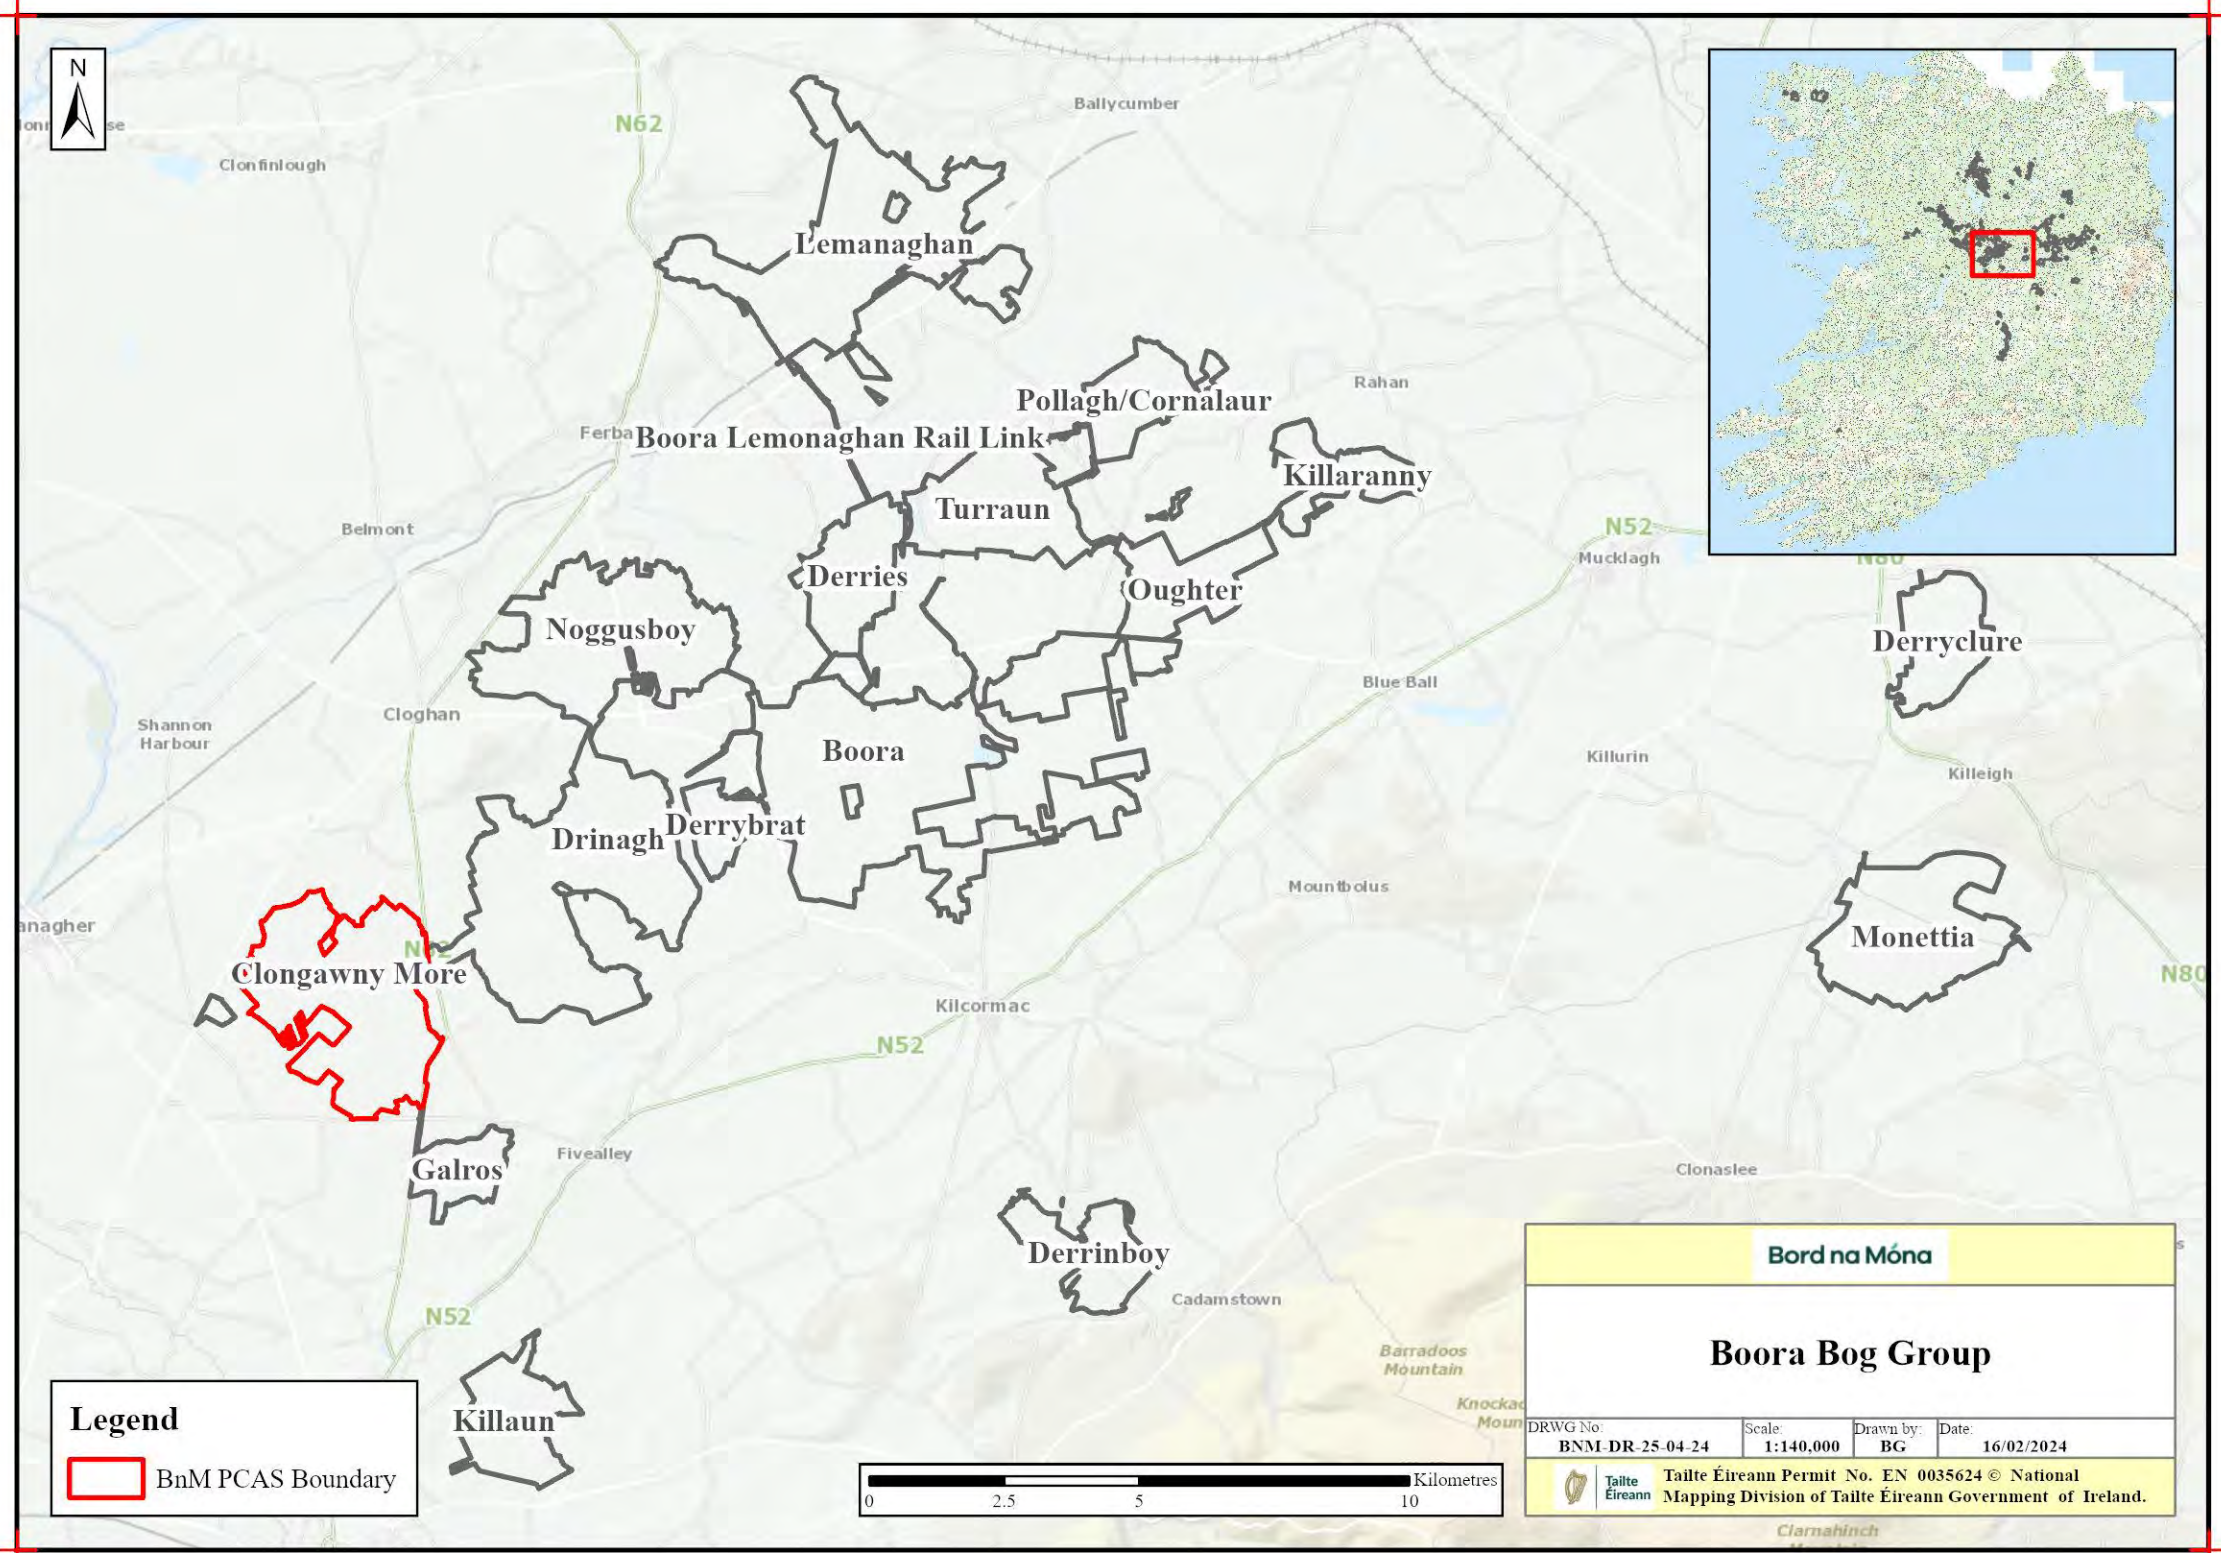 N
Ballycumber
N62
Clonfinlough
Lemanaghan
Rahan
Pollagh/Cornalaur
Boora Lemonaghan Rail Link
Killaranny
Turraun
Belmont
N52
Mucklagh
N80
Derries
Oughter
Noggusboy
Derryclure
Blue Ball
Cloghan
Shannon
Harbour
Boora
Killurin
Killeigh
Drinagh
Derrybrat
Mountbolus
Monettia
Clongawny More
N80
Kilcormac
N52
Fivealley
Galros
Clonaslee
Derrinboy
Cadamstown
N52
Barradoos
Mountain
Killaun
Legend
BnM PCAS Boundary
Kilometres
0 2.5 5 10
Bord na Móna
Boora Bog Group
DRWG No: Scale: Drawn by: Date:
BNM-DR-25-04-24 1:140,000 BG 16/02/2024
Tailte
Éireann
Tailte Éireann Permit No. EN 0035624 © National
Mapping Division of Tailte Éireann Government of Ireland.
Clarnahinch